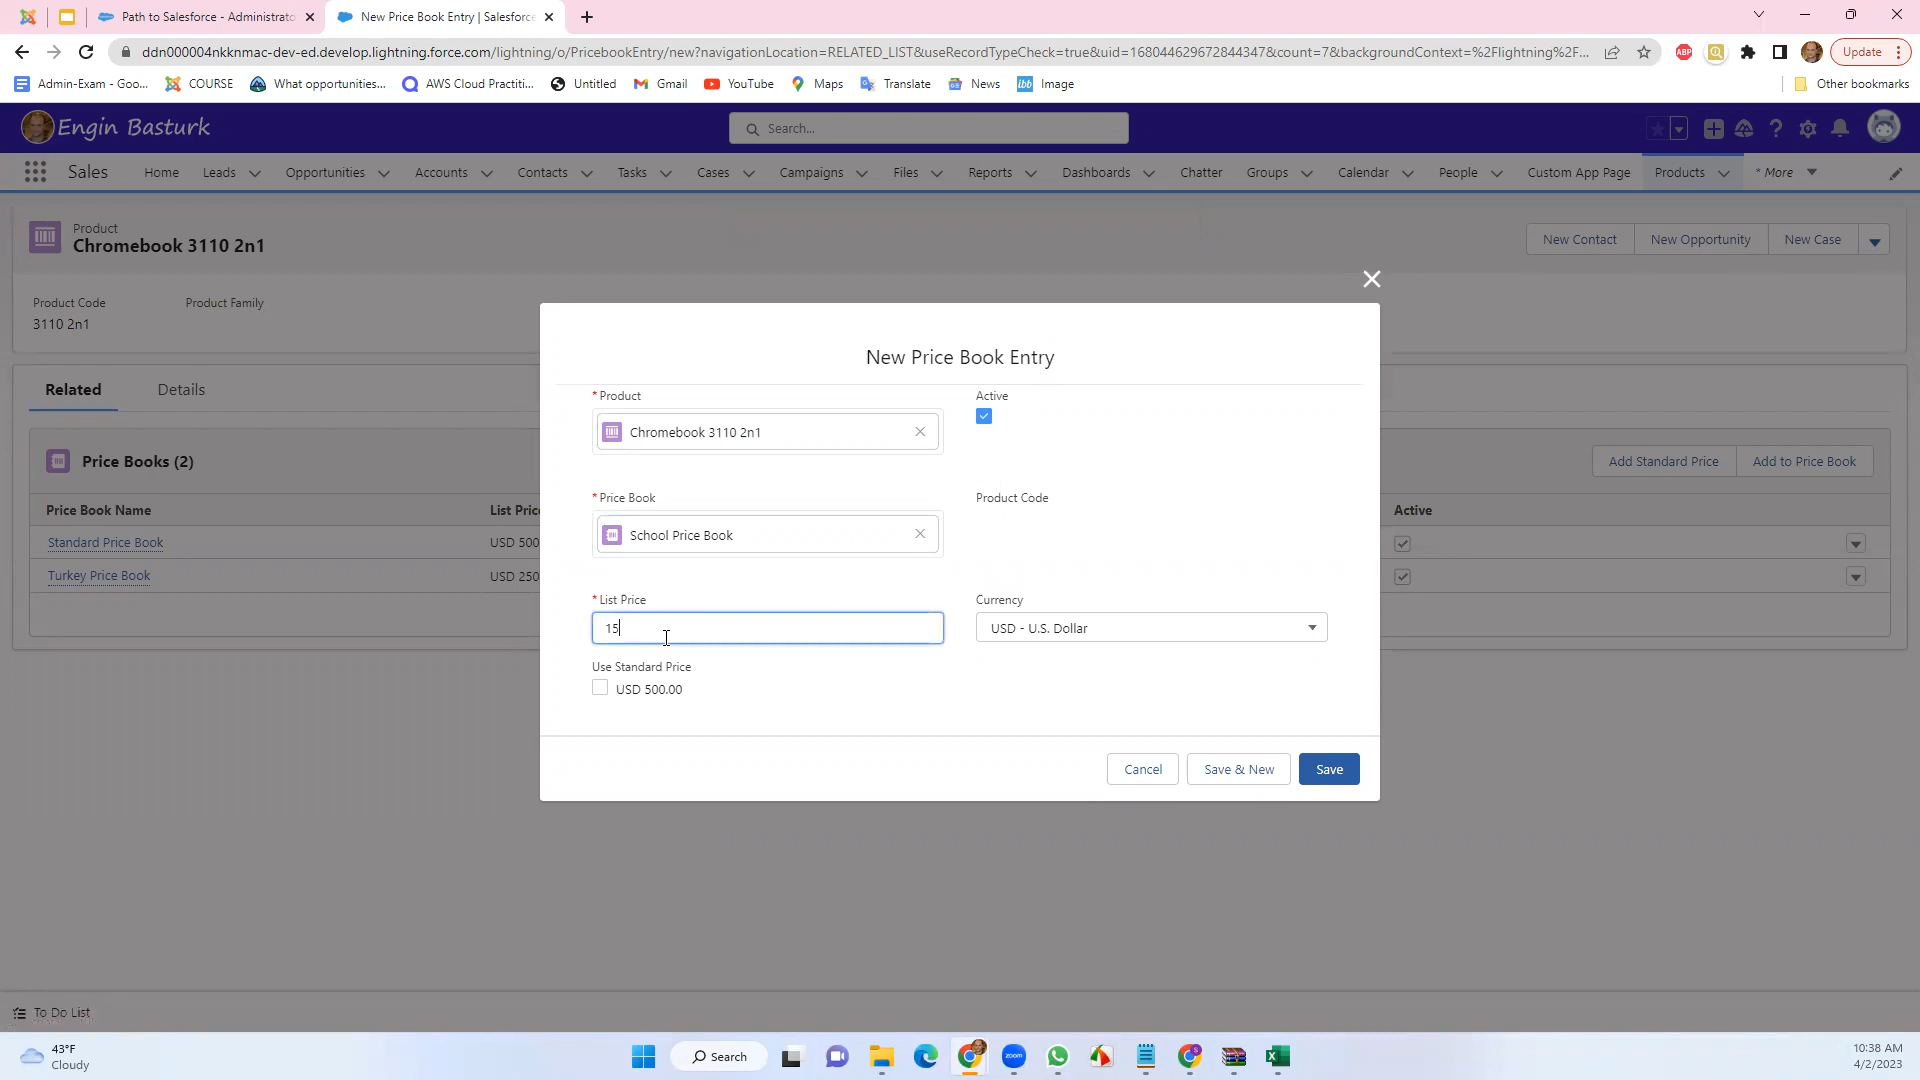 Path to Salesforce - Administrato
New Price Book Entry | Salesforce
ddn000004nkknmac-dev-ed.develop.lightning.force.com/lightning/o/PricebookEntry/new?navigationLocation=RELATED_LIST&useRecordTypeCheck=true&uid=168044629672844347&count=7&backgroundContext=%2Flightning%2F...
ABP
Update
Admin-Exam - Goo...
COURSE
What opportunities...
AWS Cloud Practiti...
Untitled
Gmail
YouTube
Maps
Translate
News
ibb Image
Other bookmarks
Engin Basturk
Search...
Sales
Home
Leads
Opportunities
Accounts
Contacts
Tasks
Cases
Campaigns
Files
Reports
Dashboards
Chatter
Groups
Calendar
People
Custom App Page
Products
* More
Product
Chromebook 3110 2n1
New Contact
New Opportunity
New Case
Product Code
Product Family
3110 2n1
Related
Details
Price Books (2)
Add Standard Price
Add to Price Book
Price Book Name
List Pric
Active
Standard Price Book
USD 500
Turkey Price Book
USD 250
New Price Book Entry
* Product
Active
Chromebook 3110 2n1
* Price Book
Product Code
School Price Book
* List Price
Currency
15
USD - U.S. Dollar
Use Standard Price
USD 500.00
Cancel
Save & New
Save
To Do List
43°F
Cloudy
Search
zoom
10:38 AM
4/2/2023